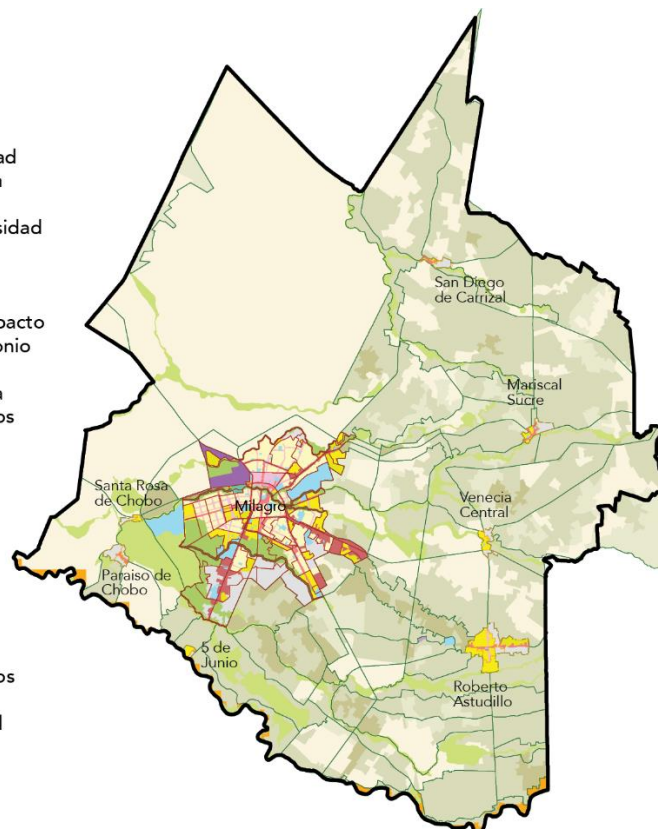 ad
sidad
pacto
onio
a
os
os
d
San Diego
de Carrizal
Mariscal
Sucre
Santa Rosa
de Chobo
Milagro
Venecia
Central
Paraiso de
Chobo
5 de
Junio
Roberto
Astudillo